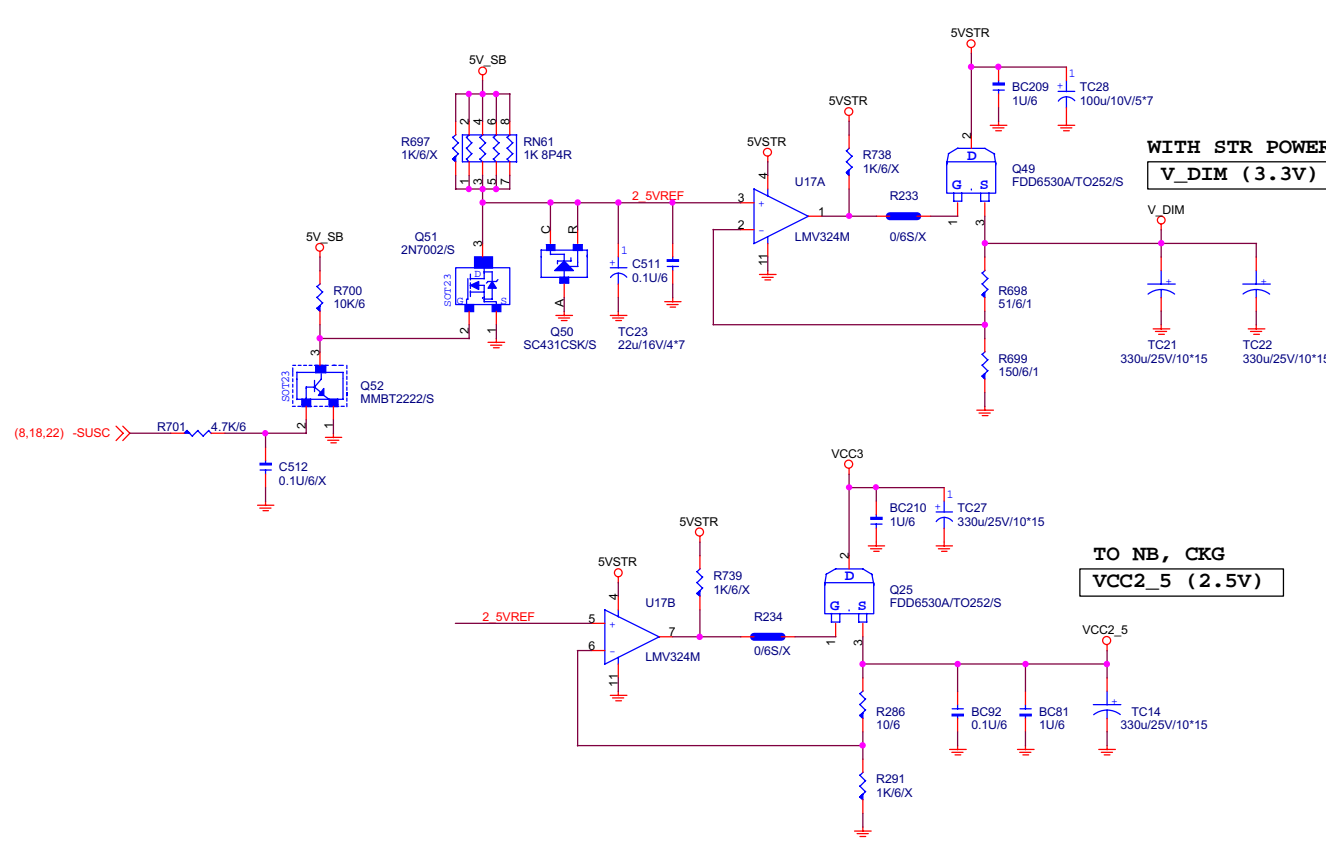 5VSTR
5V_SB
BC209
1U/6
1
+
TC28
100u/10V/5*7
5VSTR
R697
1K/6/X
2
4
6
8
RN61
1K 8P4R
1
3
5
7
5VSTR
R738
1K/6/X
2
D
G . S
Q49
FDD6530A/TO252/S
WITH STR POWER
V_DIM (3.3V)
4
U17A
2_5VREF
3
+
2
−
1
R233
0/6S/X
1
3
V_DIM
LMV324M
11
5V_SB
Q51
2N7002/S
3
SOT23
D
G
S
2
1
C
R
A
Q50
SC431CSK/S
1
+
TC23
22u/16V/4*7
C511
0.1U/6
R700
10K/6
R698
51/6/1
+
TC21
330u/25V/10*15
+
TC22
330u/25V/10*15
R699
150/6/1
3
SOT23
Q52
MMBT2222/S
2
1
(8,18,22) -SUSC
R701
4.7K/6
C512
0.1U/6/X
VCC3
BC210
1U/6
1
+
TC27
330u/25V/10*15
5VSTR
5VSTR
R739
1K/6/X
2
D
G . S
Q25
FDD6530A/TO252/S
TO NB, CKG
VCC2_5 (2.5V)
4
U17B
2_5VREF
5
+
6
−
7
R234
0/6S/X
1
3
VCC2_5
LMV324M
11
R286
10/6
BC92
0.1U/6
BC81
1U/6
+
TC14
330u/25V/10*15
R291
1K/6/X